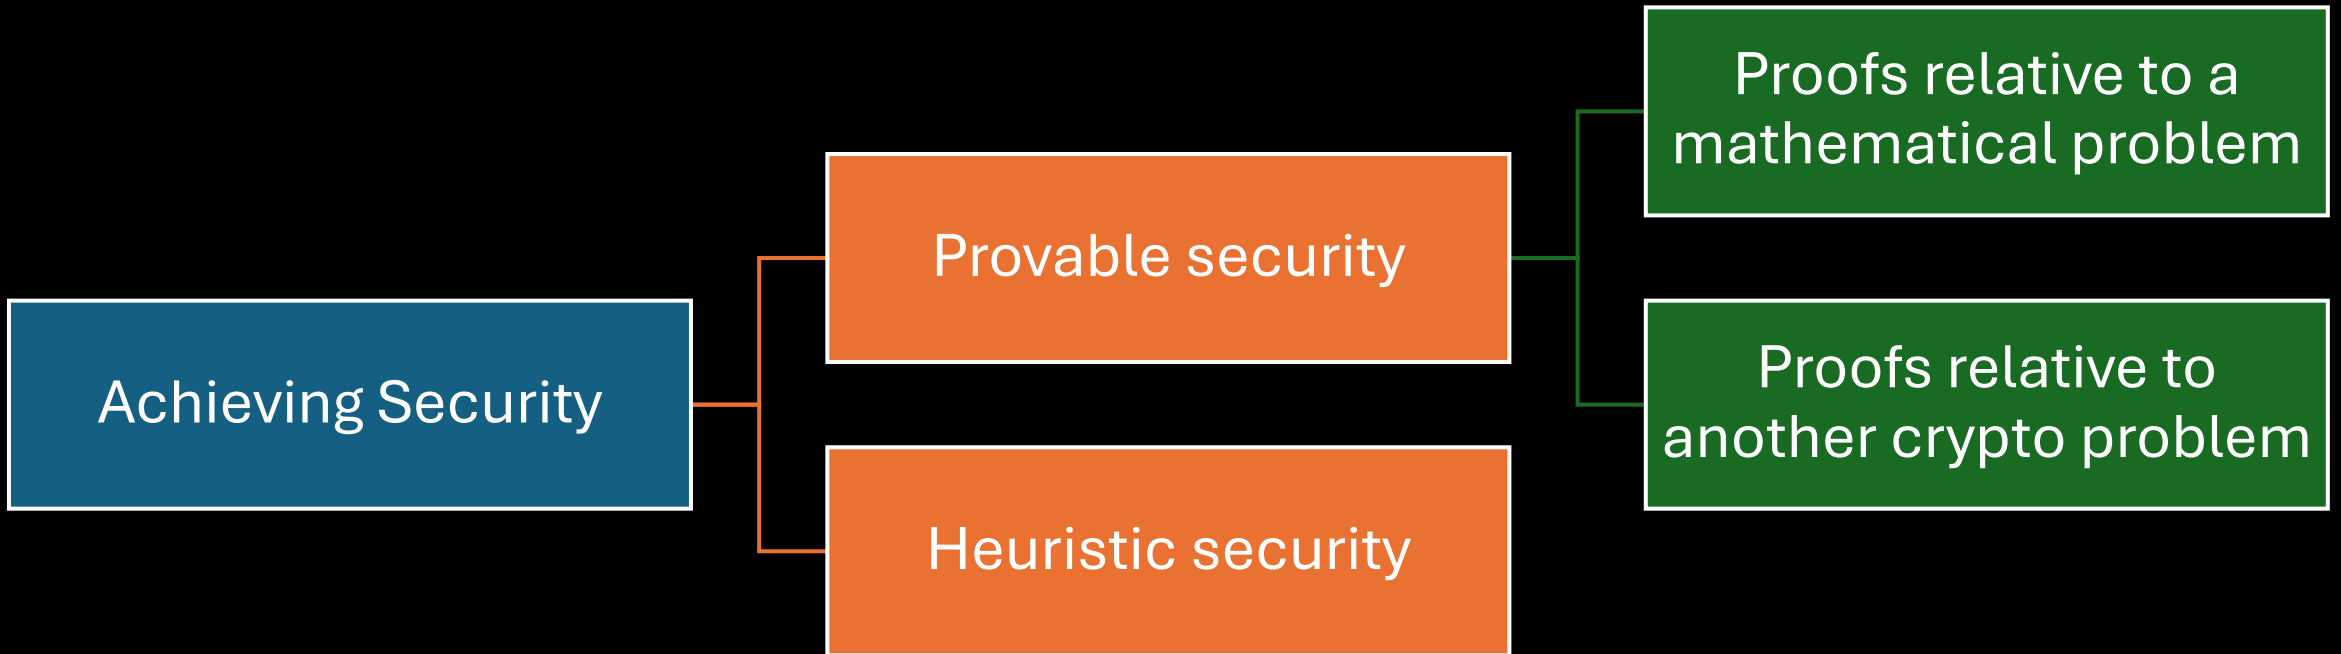 Achieving Security
Provable security
Proofs relative to a
mathematical problem
Proofs relative to
another crypto problem
Heuristic security